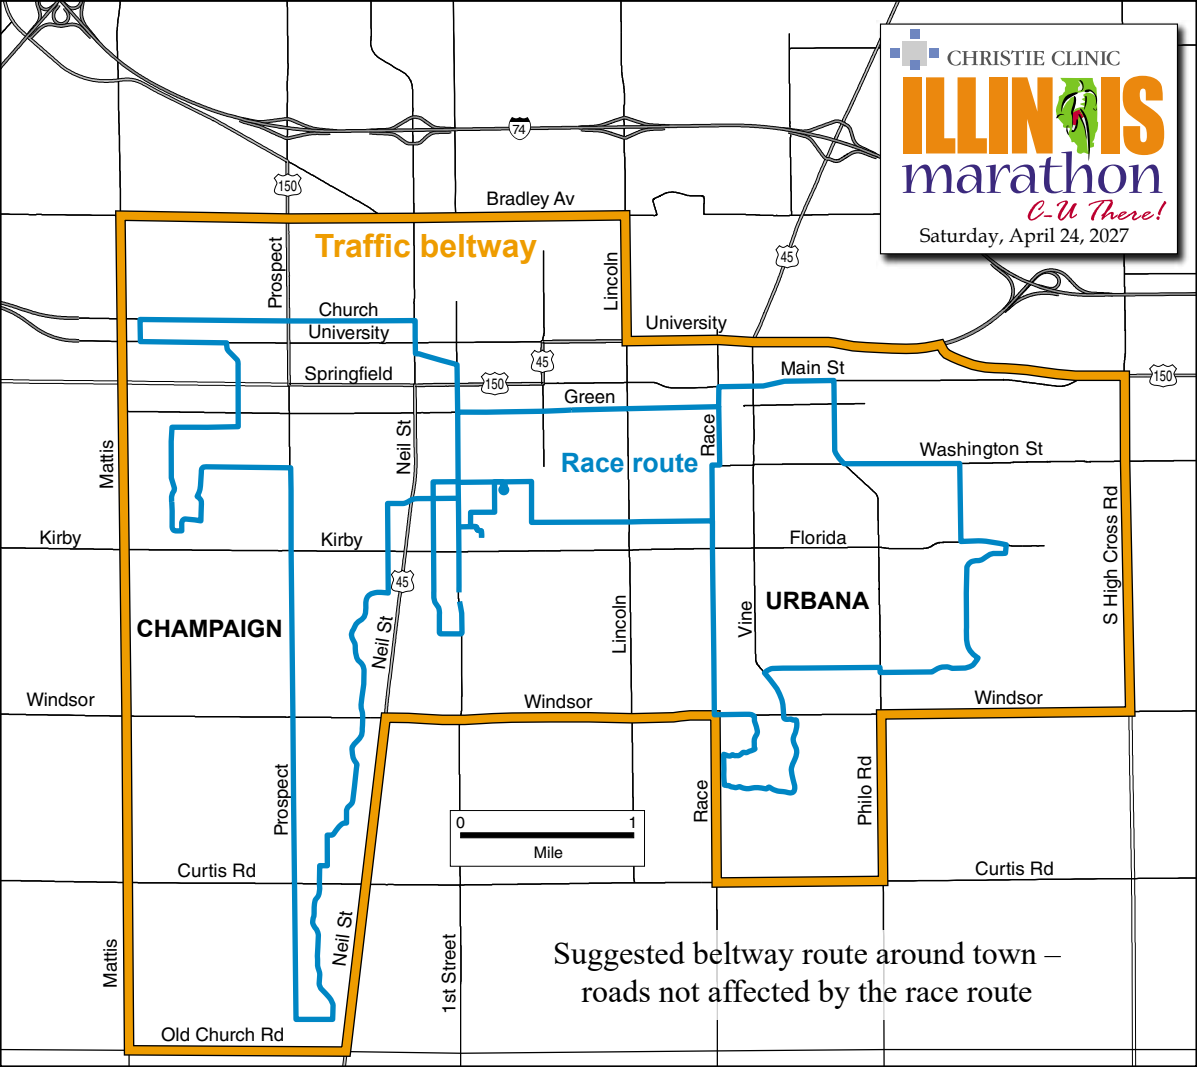 CHRISTIE CLINIC
ILLINOIS
marathon
C-U There!
Saturday, April 24, 2027
74
150
Bradley Av
Traffic beltway
Prospect
Lincoln
45
Church
University
University
Springfield
150
45
Main St
150
Green
Mattis
Neil St
Race
Race route
Washington St
S High Cross Rd
Kirby
Kirby
Florida
45
CHAMPAIGN
Neil St
Lincoln
Vine
URBANA
Windsor
Windsor
Windsor
Prospect
Race
Philo Rd
0 1
Mile
Curtis Rd
Curtis Rd
Mattis
Neil St
1st Street
Suggested beltway route around town –
roads not affected by the race route
Old Church Rd